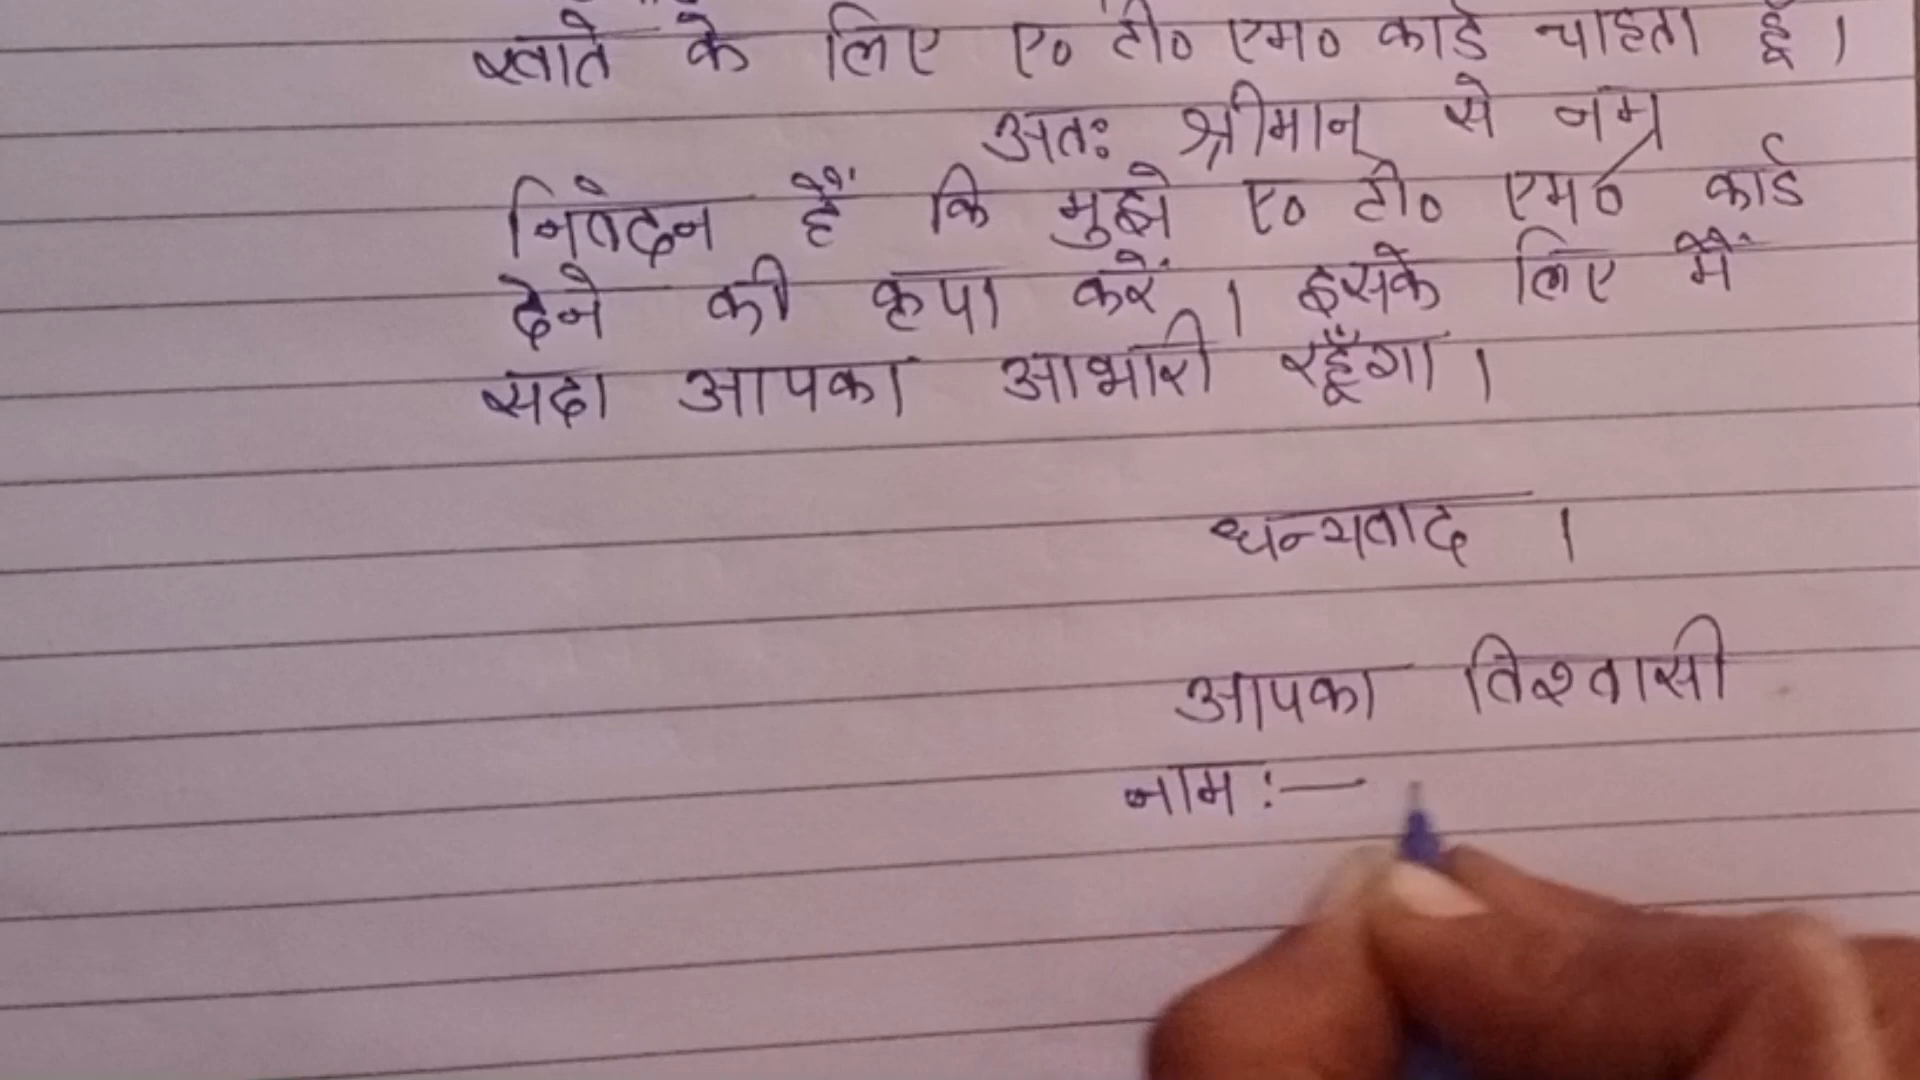 खाते के लिए ए० टी० एम० कार्ड चाहता हूँ ।
अतः श्रीमान् से नम्र
निवेदन हैं कि मुझे ए० टी० एम० कार्ड
देने की कृपा करें । इसके लिए मैं
सदा आपका आभारी रहूँगा ।
धन्यवाद ।
आपका विश्वासी
नाम :—